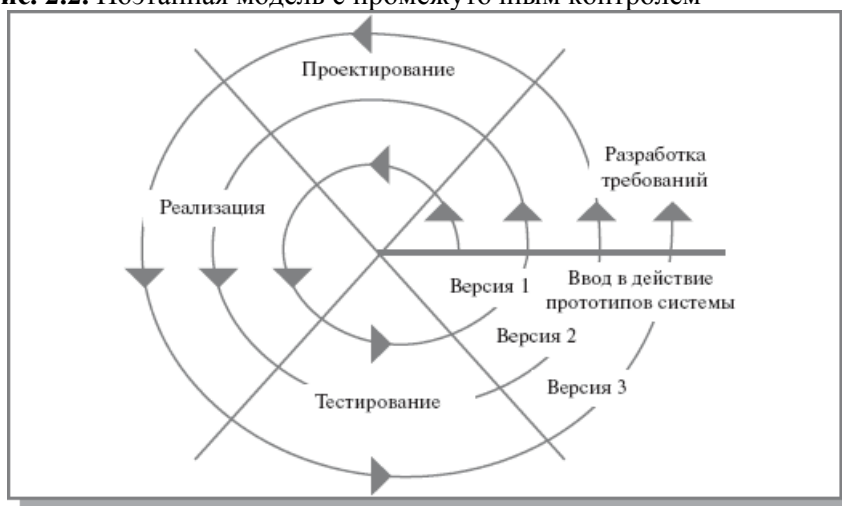 ис. 2.2. Поэтапная модель с промежуточным контролем
Проектирование
Разработка
требований
Реализация
Версия 1
Ввод в действие
прототипов системы
Версия 2
Версия 3
Тестирование